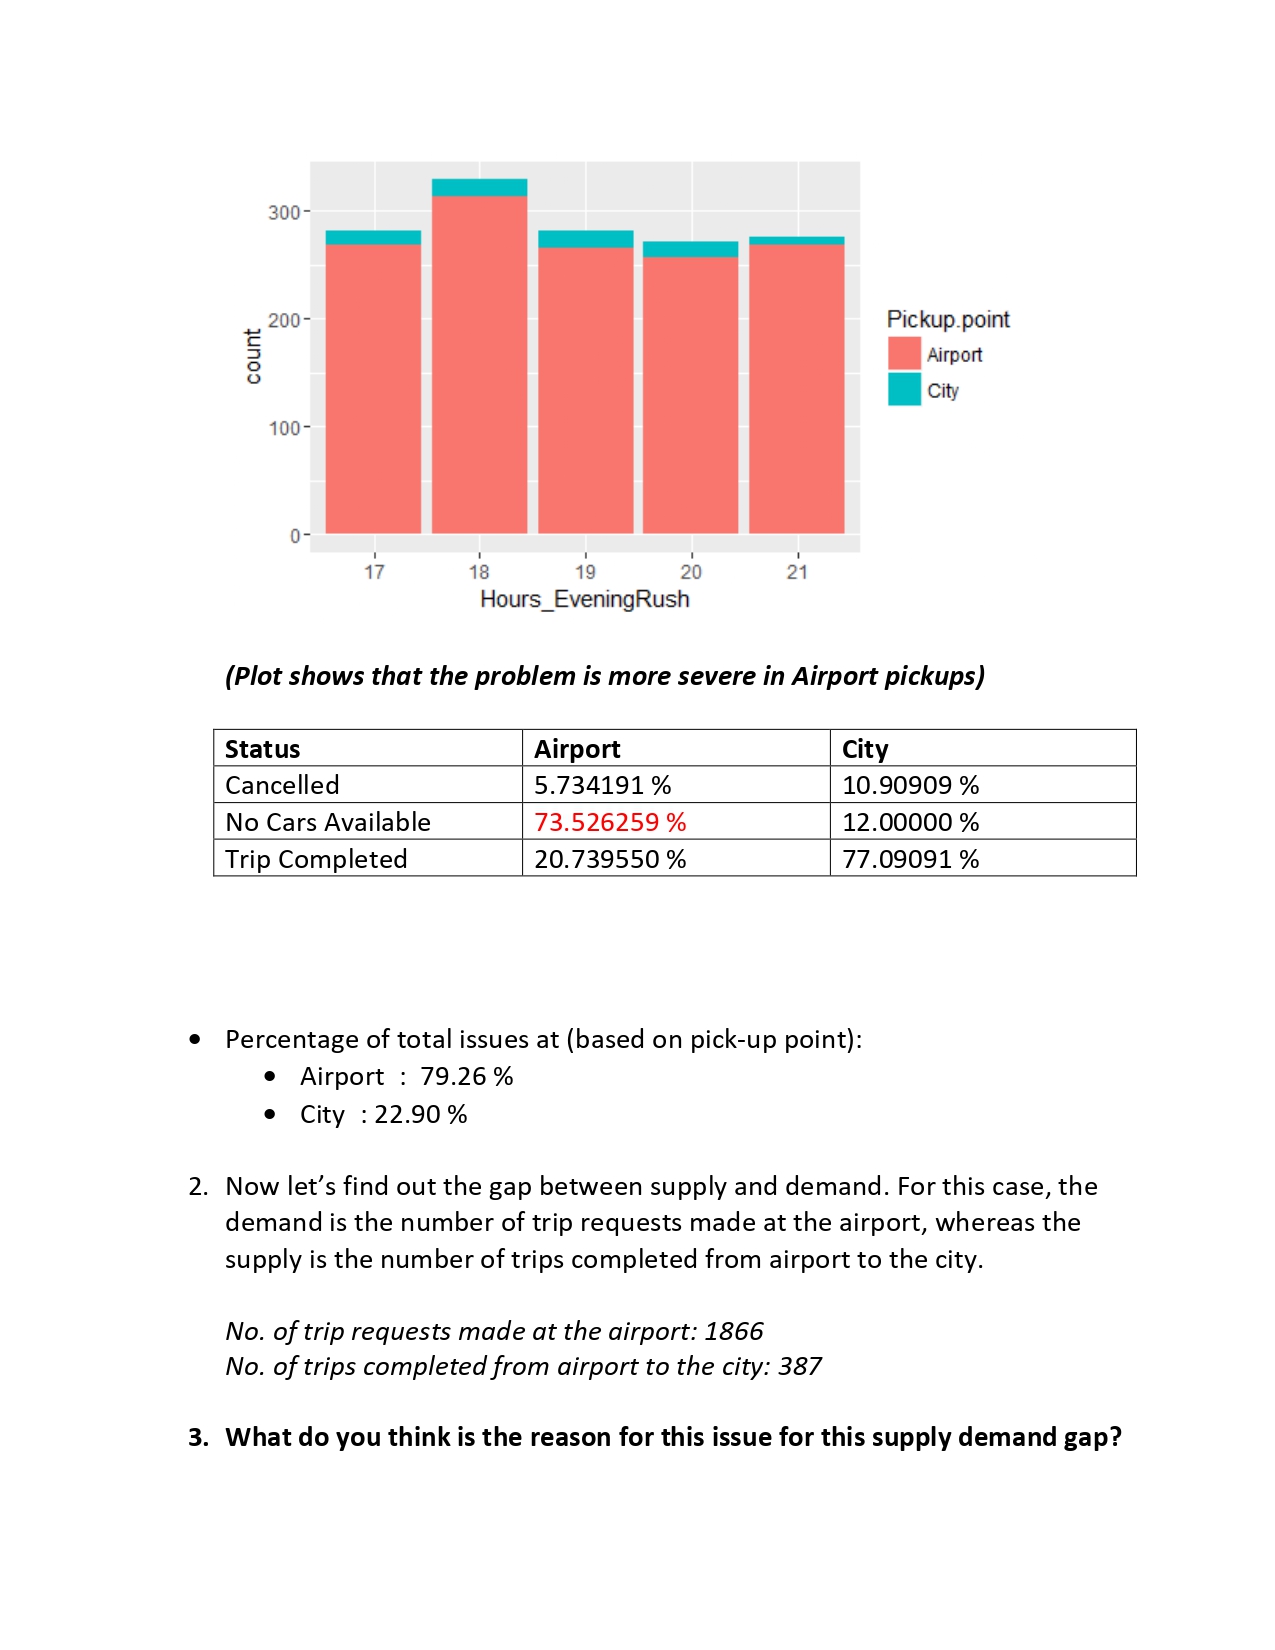 300
200
100
0
count
17 18 19 20 21
Hours_EveningRush
Pickup.point
Airport
City
(Plot shows that the problem is more severe in Airport pickups)
Status Airport City
Cancelled 5.734191 % 10.90909 %
No Cars Available 73.526259 % 12.00000 %
Trip Completed 20.739550 % 77.09091 %
• Percentage of total issues at (based on pick-up point):
• Airport : 79.26 %
• City : 22.90 %
2. Now let’s find out the gap between supply and demand. For this case, the
demand is the number of trip requests made at the airport, whereas the
supply is the number of trips completed from airport to the city.
No. of trip requests made at the airport: 1866
No. of trips completed from airport to the city: 387
3. What do you think is the reason for this issue for this supply demand gap?